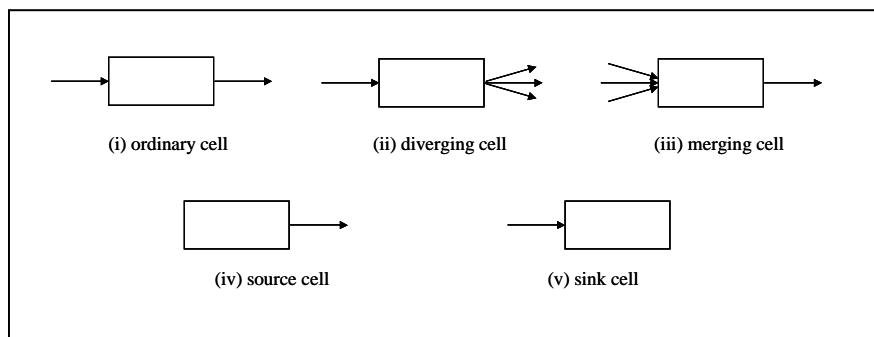 (i) ordinary cell
(ii) diverging cell
(iii) merging cell
(iv) source cell
(v) sink cell